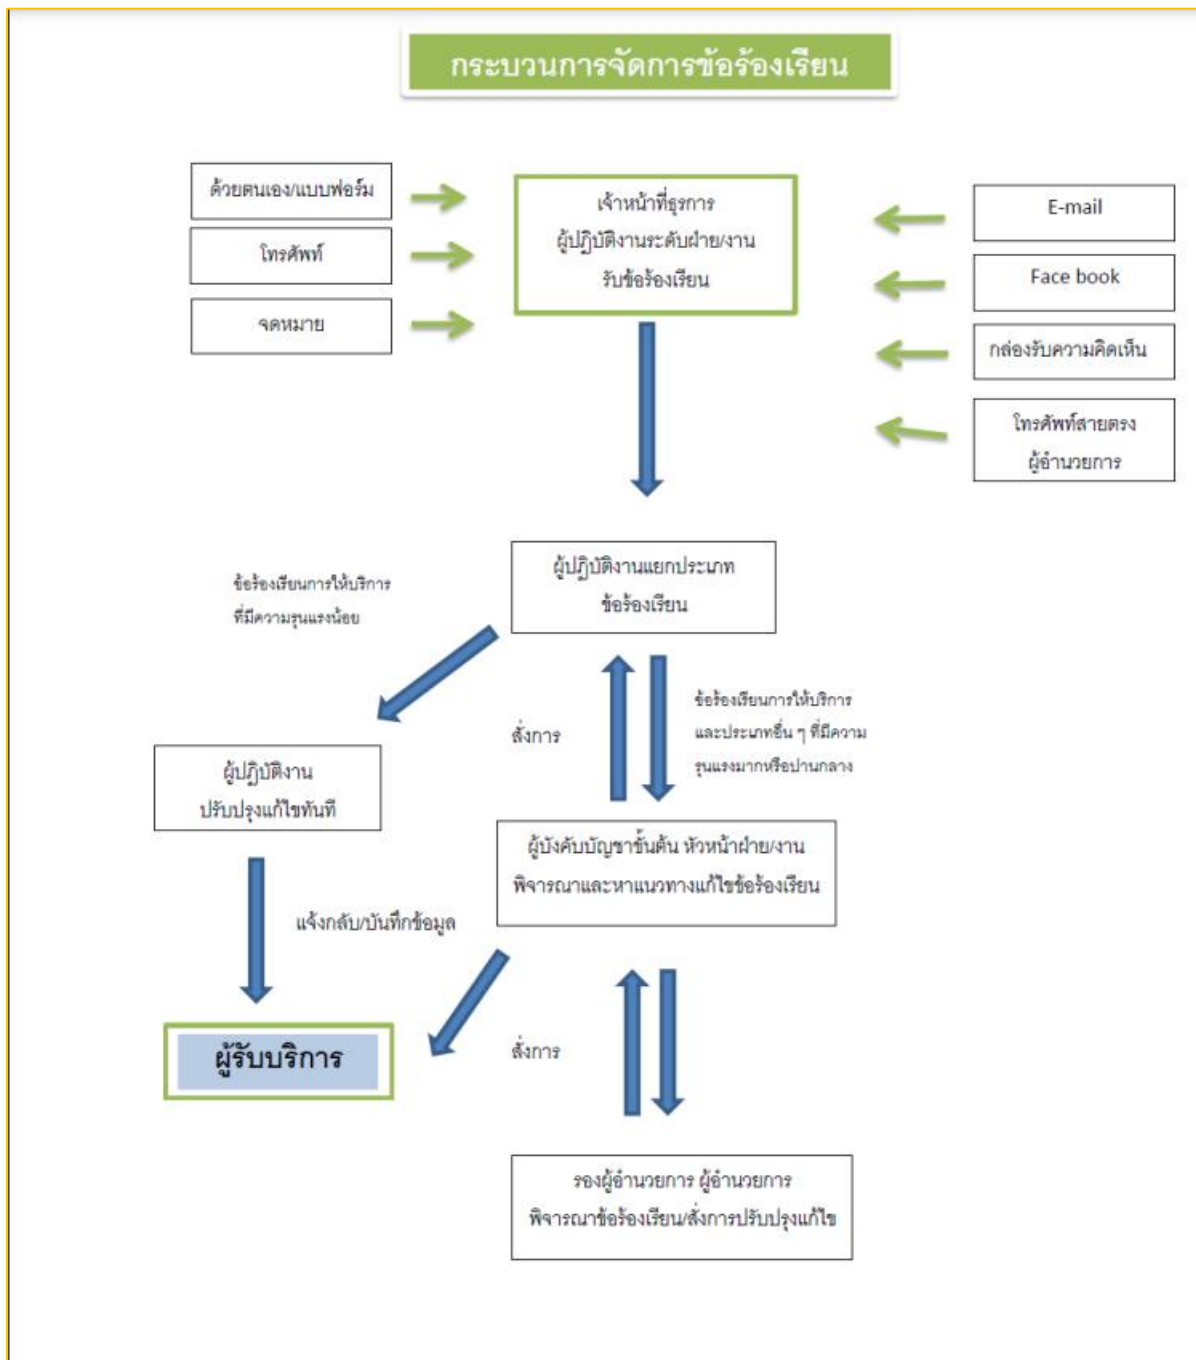 กระบวนการจัดการข้อร้องเรียน
ด้วยตนเอง/แบบฟอร์ม
โทรศัพท์
จดหมาย
เจ้าหน้าที่ธุรการ
ผู้ปฏิบัติงานระดับฝ่าย/งาน
รับข้อร้องเรียน
E-mail
Face book
กล่องรับความคิดเห็น
โทรศัพท์สายตรง
ผู้อำนวยการ
ผู้ปฏิบัติงานแยกประเภท
ข้อร้องเรียน
ข้อร้องเรียนการให้บริการ
ที่มีความรุนแรงน้อย
สั่งการ
ข้อร้องเรียนการให้บริการ
และประเภทอื่น ๆ ที่มีความ
รุนแรงมากหรือปานกลาง
ผู้ปฏิบัติงาน
ปรับปรุงแก้ไขทันที
ผู้บังคับบัญชาขั้นต้น หัวหน้าฝ่าย/งาน
พิจารณาและหาแนวทางแก้ไขข้อร้องเรียน
แจ้งกลับ/บันทึกข้อมูล
ผู้รับบริการ
สั่งการ
รองผู้อำนวยการ ผู้อำนวยการ
พิจารณาข้อร้องเรียน/สั่งการปรับปรุงแก้ไข